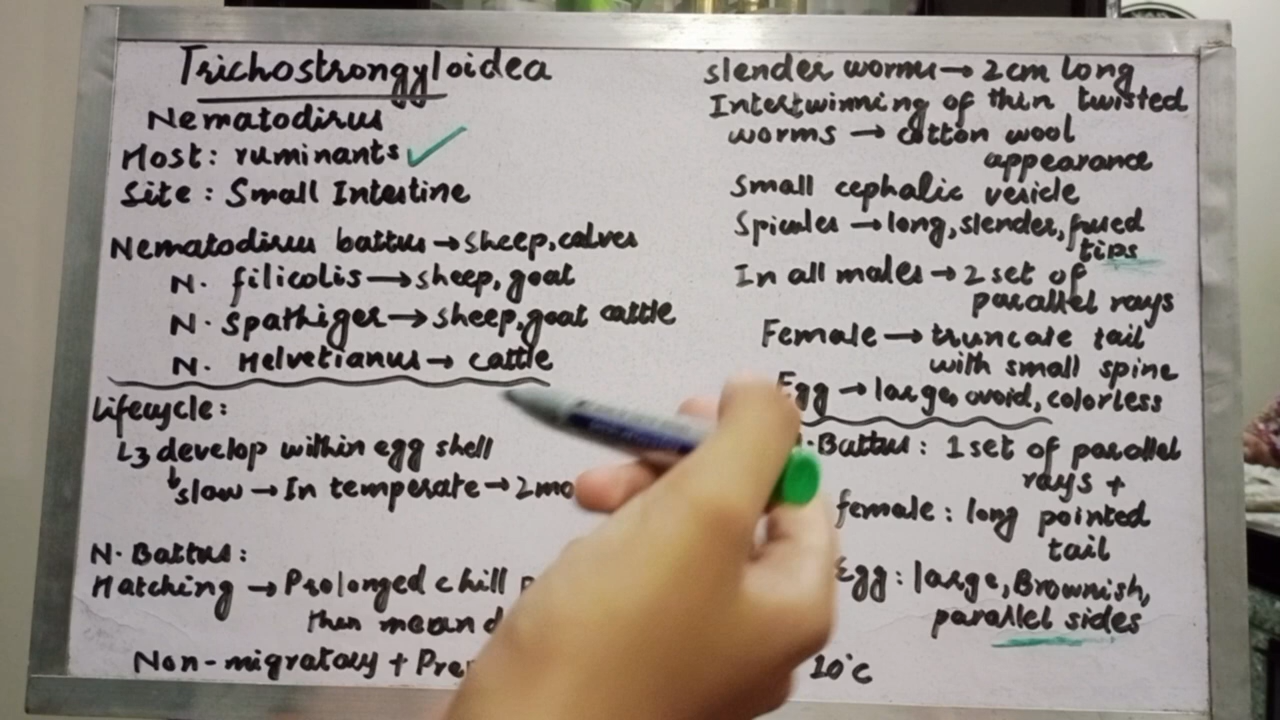 Trichostrongyloidea
Nematodirus
Host: ruminants ✓
Site: Small Intestine
Nematodirus battus → sheep, calves
N. filicolis → sheep, goat
N. Spathiger → sheep, goat cattle
N. Helvetianus → cattle
Lifecycle:
L3 develop within egg shell
slow → In temperate → 2mo
N. Battus:
Hatching → Prolonged chill
then mean d
Non-migratory + Prep
slender worms → 2cm long
Intertwinning of thin twisted
worms → cotton wool
appearance
Small cephalic vesicle
Spicules → long, slender, fused
tips
In all males → 2 set of
parallel rays
Female → truncate tail
with small spine
Egg → large, ovoid, colorless
Battus: 1 set of parallel
rays +
female: long pointed
tail
Egg: large, Brownish,
parallel sides
10°c